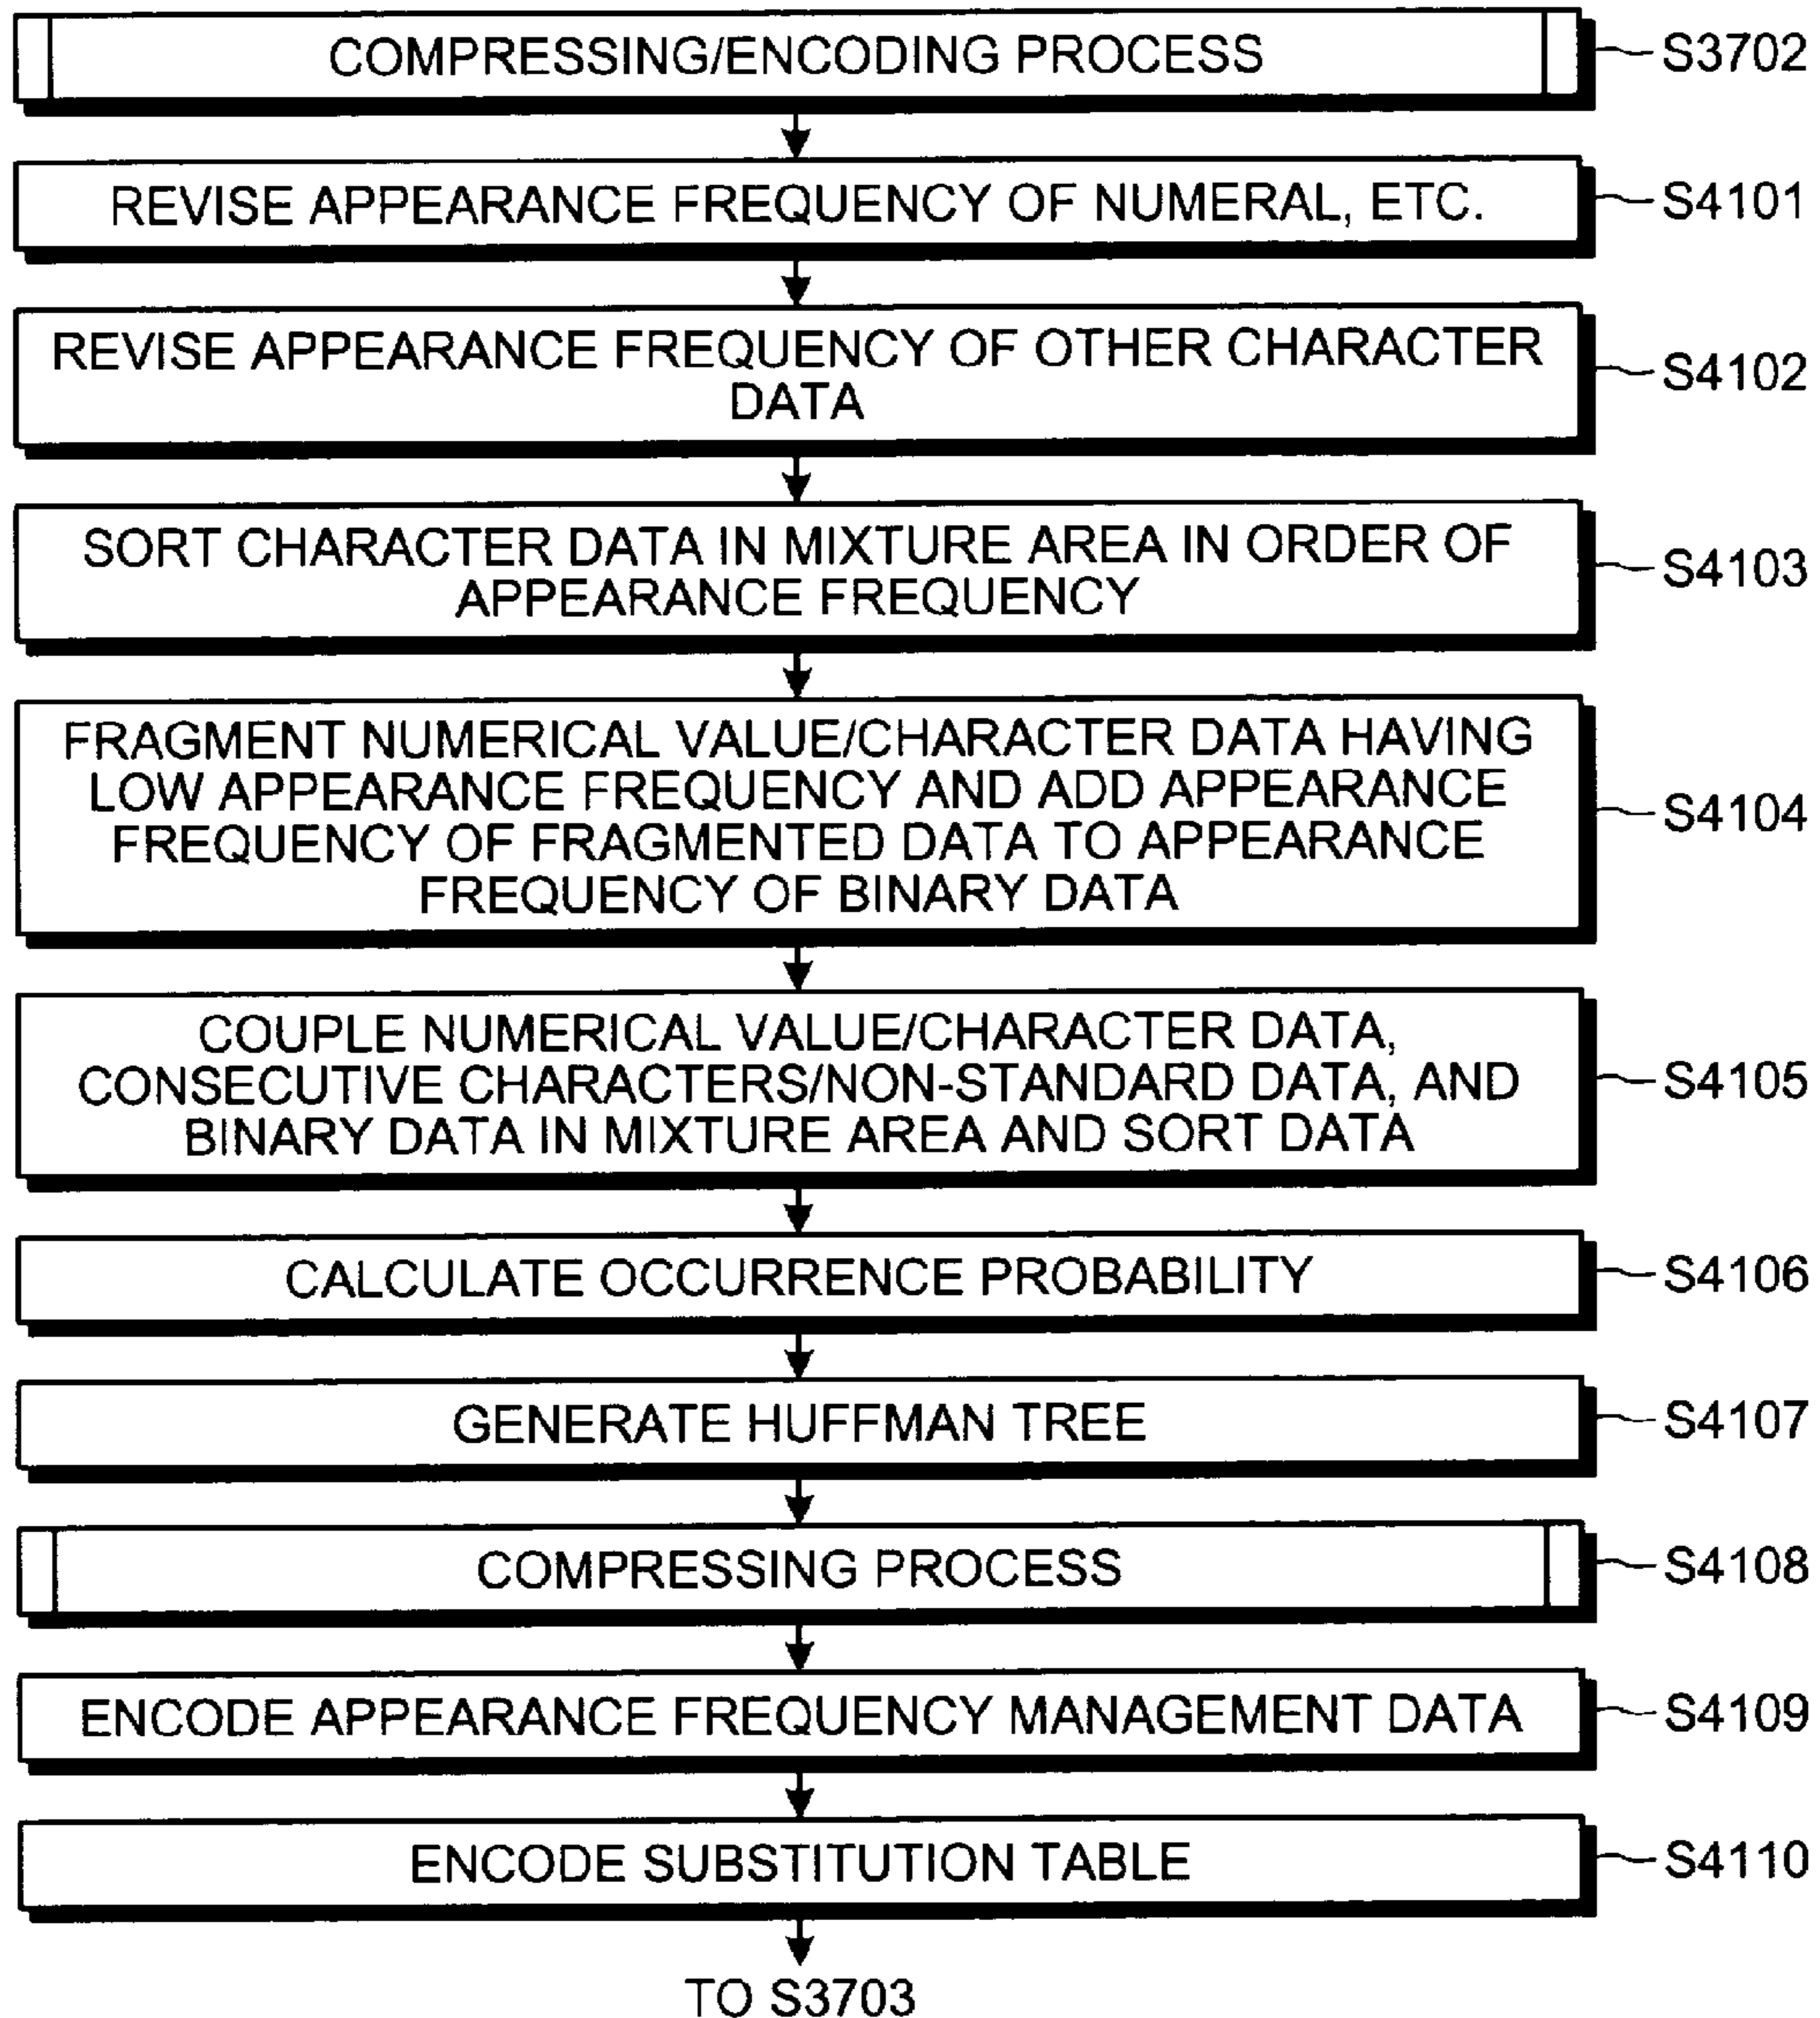 COMPRESSING/ENCODING PROCESS
S3702
REVISE APPEARANCE FREQUENCY OF NUMERAL, ETC.
S4101
REVISE APPEARANCE FREQUENCY OF OTHER CHARACTER
DATA
S4102
SORT CHARACTER DATA IN MIXTURE AREA IN ORDER OF
APPEARANCE FREQUENCY
S4103
FRAGMENT NUMERICAL VALUE/CHARACTER DATA HAVING
LOW APPEARANCE FREQUENCY AND ADD APPEARANCE
FREQUENCY OF FRAGMENTED DATA TO APPEARANCE
FREQUENCY OF BINARY DATA
S4104
COUPLE NUMERICAL VALUE/CHARACTER DATA,
CONSECUTIVE CHARACTERS/NON-STANDARD DATA, AND
BINARY DATA IN MIXTURE AREA AND SORT DATA
S4105
CALCULATE OCCURRENCE PROBABILITY
S4106
GENERATE HUFFMAN TREE
S4107
COMPRESSING PROCESS
S4108
ENCODE APPEARANCE FREQUENCY MANAGEMENT DATA
S4109
ENCODE SUBSTITUTION TABLE
S4110
TO S3703